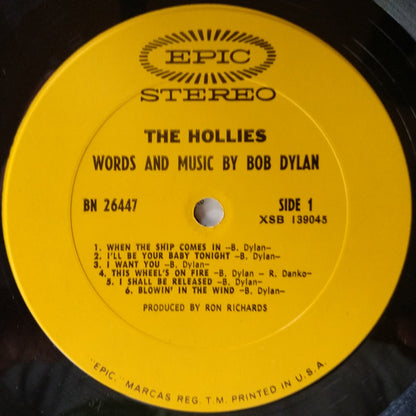 EPIC
STEREO
THE HOLLIES
WORDS AND MUSIC BY BOB DYLAN
BN 26447
SIDE 1
XSB 139045
1. WHEN THE SHIP COMES IN -B. Dylan-
2. I'LL BE YOUR BABY TONIGHT -B. Dylan-
3. I WANT YOU -B. Dylan-
4. THIS WHEEL'S ON FIRE -B. Dylan - R. Danko-
5. I SHALL BE RELEASED -B. Dylan-
6. BLOWIN' IN THE WIND -B. Dylan-
PRODUCED BY RON RICHARDS
"EPIC," MARCAS REG. T.M. PRINTED IN U.S.A.